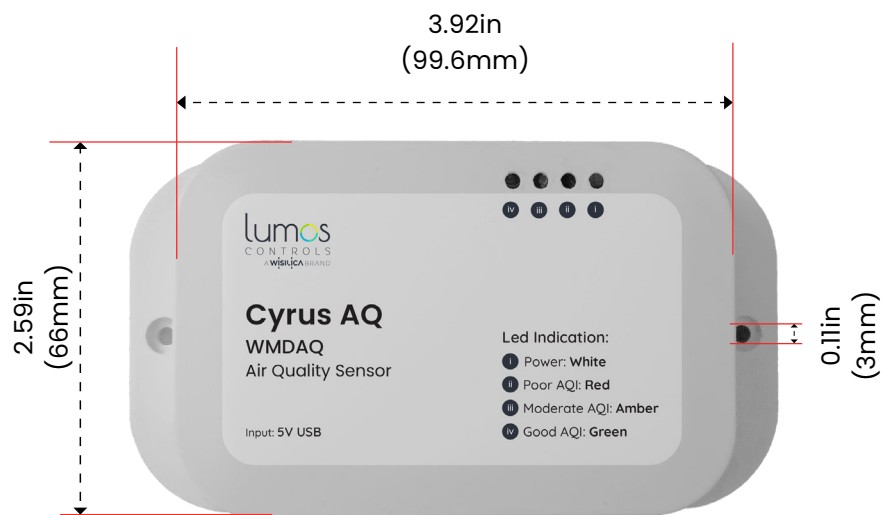 3.92in
(99.6mm)
2.59in
(66mm)
0.11in
(3mm)
iv iii ii i
lumos
CONTROLS
A WISILICA BRAND
Cyrus AQ
WMDAQ
Air Quality Sensor
Input: 5V USB
Led Indication:
i Power: White
ii Poor AQI: Red
iii Moderate AQI: Amber
iv Good AQI: Green